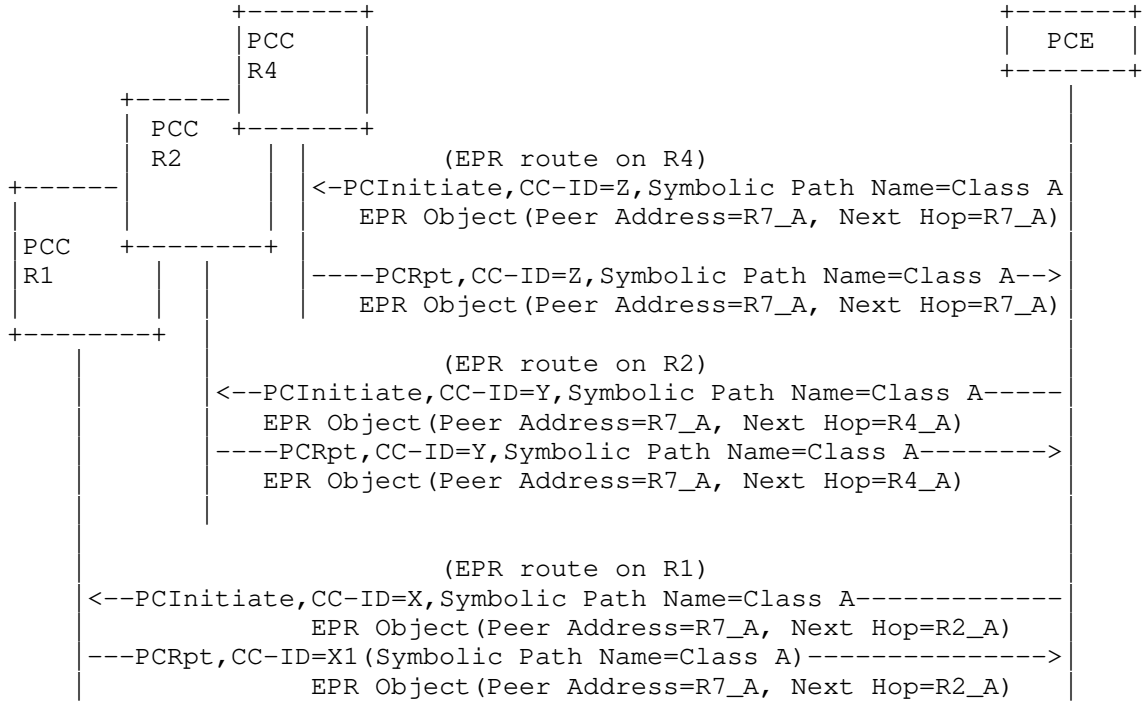 PCC PCE
R4
PCC
R2 (EPR route on R4)
<-PCInitiate,CC-ID=Z,Symbolic Path Name=Class A
EPR Object(Peer Address=R7_A, Next Hop=R7_A)
PCC
R1 ----PCRpt,CC-ID=Z,Symbolic Path Name=Class A-->
EPR Object(Peer Address=R7_A, Next Hop=R7_A)
(EPR route on R2)
<--PCInitiate,CC-ID=Y,Symbolic Path Name=Class A-----
EPR Object(Peer Address=R7_A, Next Hop=R4_A)
----PCRpt,CC-ID=Y,Symbolic Path Name=Class A-------->
EPR Object(Peer Address=R7_A, Next Hop=R4_A)
(EPR route on R1)
<--PCInitiate,CC-ID=X,Symbolic Path Name=Class A-------------
EPR Object(Peer Address=R7_A, Next Hop=R2_A)
---PCRpt,CC-ID=X1(Symbolic Path Name=Class A)--------------->
EPR Object(Peer Address=R7_A, Next Hop=R2_A)